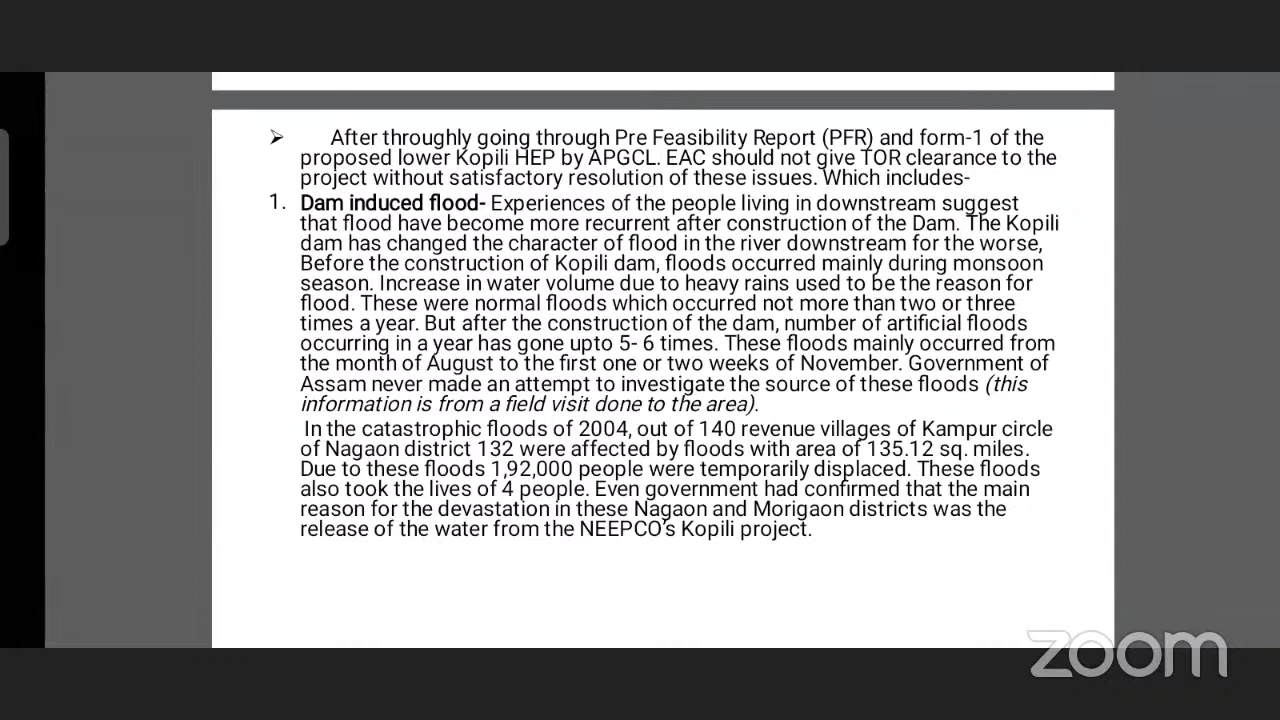 ➢ After throughly going through Pre Feasibility Report (PFR) and form-1 of the
proposed lower Kopili HEP by APGCL. EAC should not give TOR clearance to the
project without satisfactory resolution of these issues. Which includes-
1. Dam induced flood- Experiences of the people living in downstream suggest
that flood have become more recurrent after construction of the Dam. The Kopili
dam has changed the character of flood in the river downstream for the worse,
Before the construction of Kopili dam, floods occurred mainly during monsoon
season. Increase in water volume due to heavy rains used to be the reason for
flood. These were normal floods which occurred not more than two or three
times a year. But after the construction of the dam, number of artificial floods
occurring in a year has gone upto 5- 6 times. These floods mainly occurred from
the month of August to the first one or two weeks of November. Government of
Assam never made an attempt to investigate the source of these floods (this
information is from a field visit done to the area).
In the catastrophic floods of 2004, out of 140 revenue villages of Kampur circle
of Nagaon district 132 were affected by floods with area of 135.12 sq. miles.
Due to these floods 1,92,000 people were temporarily displaced. These floods
also took the lives of 4 people. Even government had confirmed that the main
reason for the devastation in these Nagaon and Morigaon districts was the
release of the water from the NEEPCO's Kopili project.
zoom